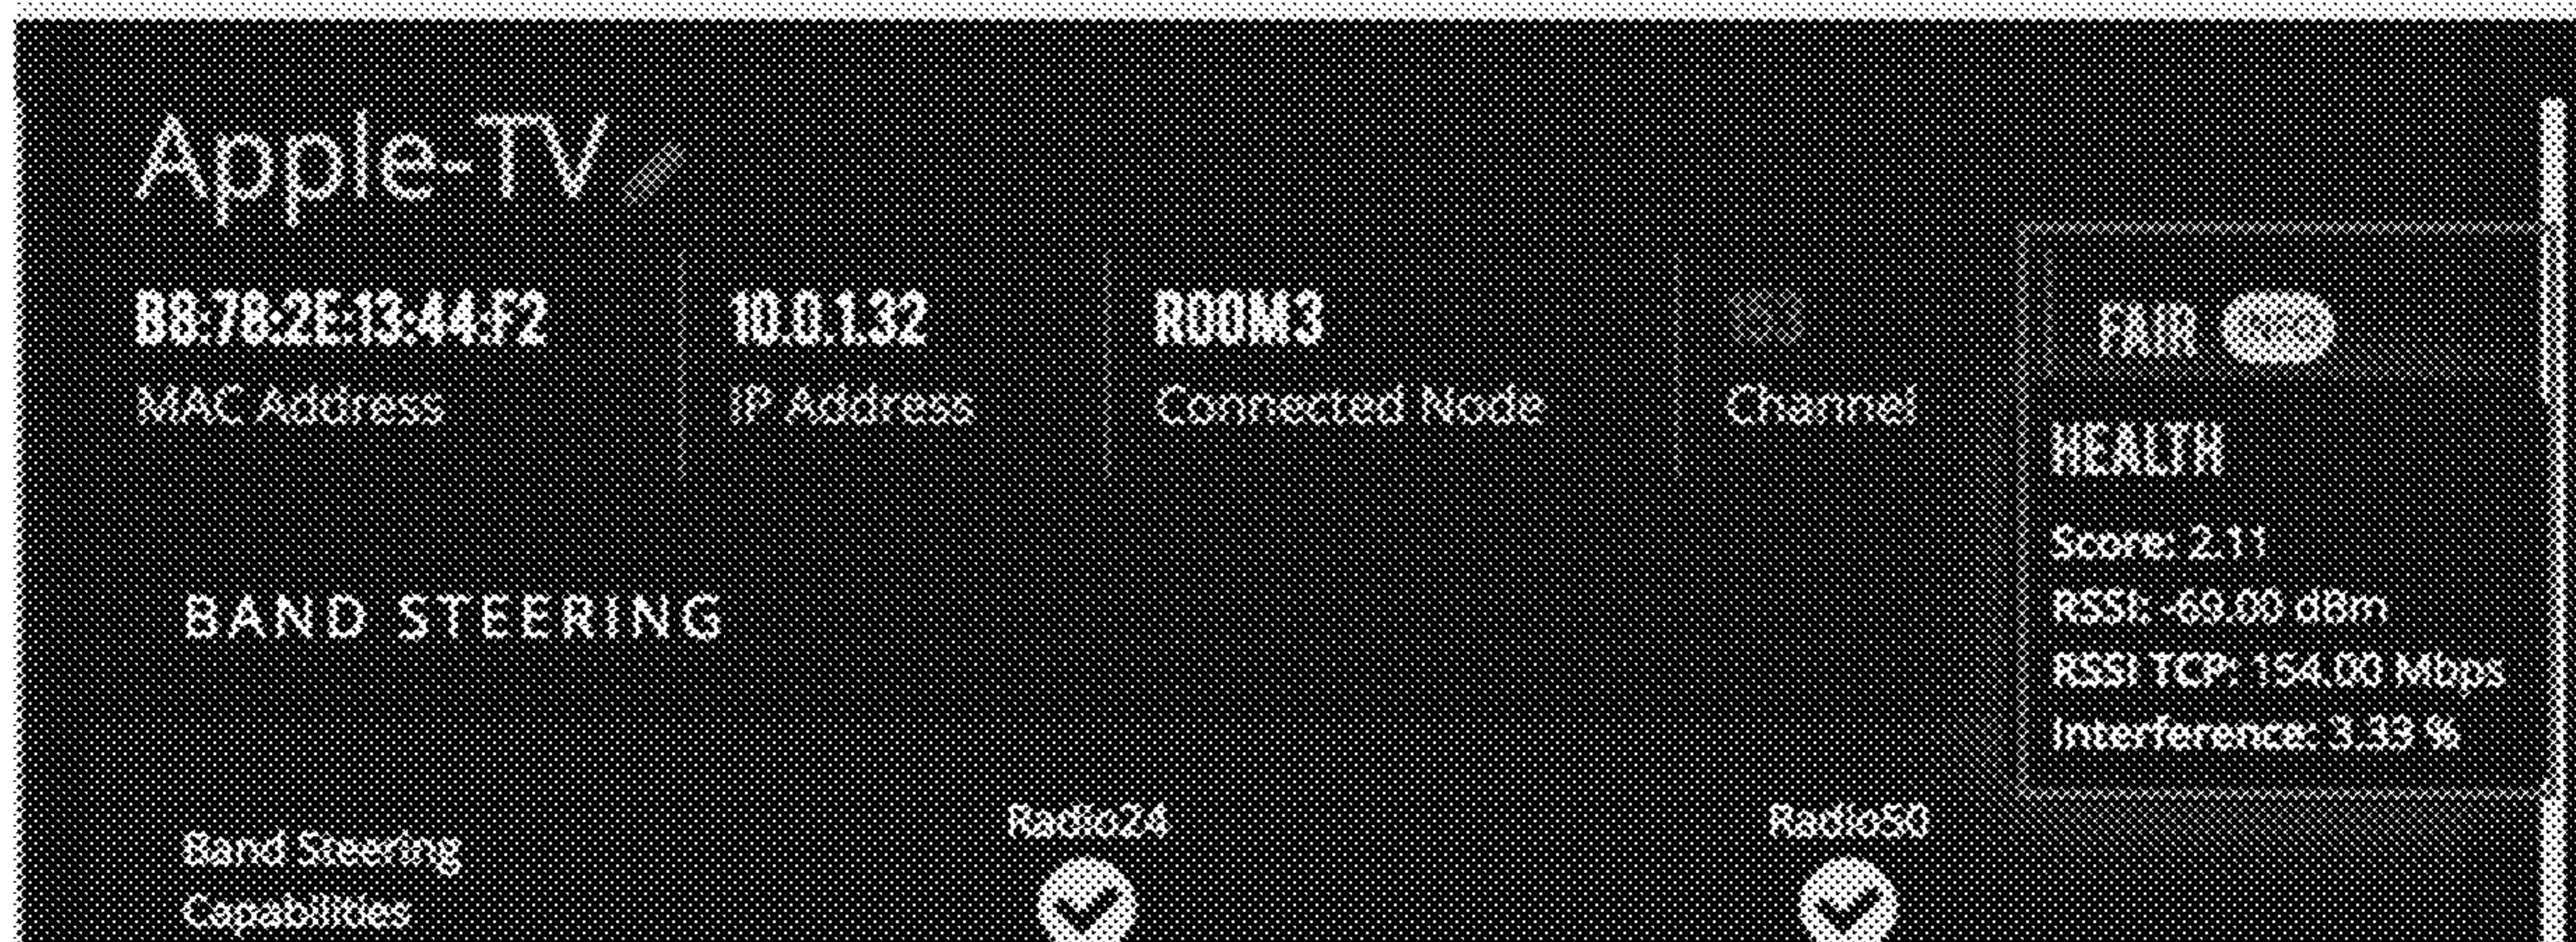 Apple-TV
B8:78:2E:13:44:F2
MAC Address
10.0.1.32
IP Address
ROOM3
Connected Node
Channel
FAIR
HEALTH
Score: 2.11
RSSI: -69.00 dBm
RSSI TCP: 154.00 Mbps
Interference: 3.33 %
BAND STEERING
Band Steering
Capabilities
Radio24
Radio50